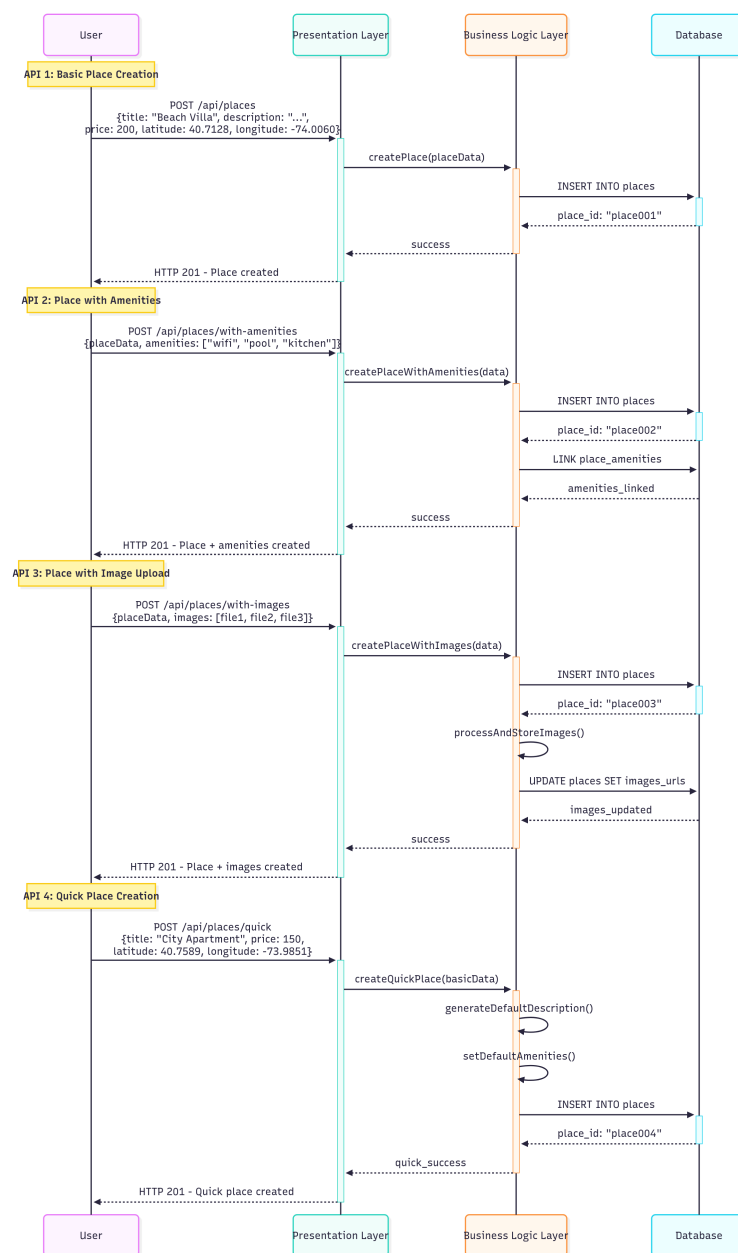 User
Presentation Layer
Business Logic Layer
Database
API 1: Basic Place Creation
POST /api/places
{title: "Beach Villa", description: "...",
price: 200, latitude: 40.7128, longitude: -74.0060}
createPlace(placeData)
INSERT INTO places
place_id: "place001"
success
HTTP 201 - Place created
API 2: Place with Amenities
POST /api/places/with-amenities
{placeData, amenities: ["wifi", "pool", "kitchen"]}
createPlaceWithAmenities(data)
INSERT INTO places
place_id: "place002"
LINK place_amenities
amenities_linked
success
HTTP 201 - Place + amenities created
API 3: Place with Image Upload
POST /api/places/with-images
{placeData, images: [file1, file2, file3]}
createPlaceWithImages(data)
INSERT INTO places
place_id: "place003"
processAndStoreImages()
UPDATE places SET images_urls
images_updated
success
HTTP 201 - Place + images created
API 4: Quick Place Creation
POST /api/places/quick
{title: "City Apartment", price: 150,
latitude: 40.7589, longitude: -73.9851}
createQuickPlace(basicData)
generateDefaultDescription()
setDefaultAmenities()
INSERT INTO places
place_id: "place004"
quick_success
HTTP 201 - Quick place created
User
Presentation Layer
Business Logic Layer
Database